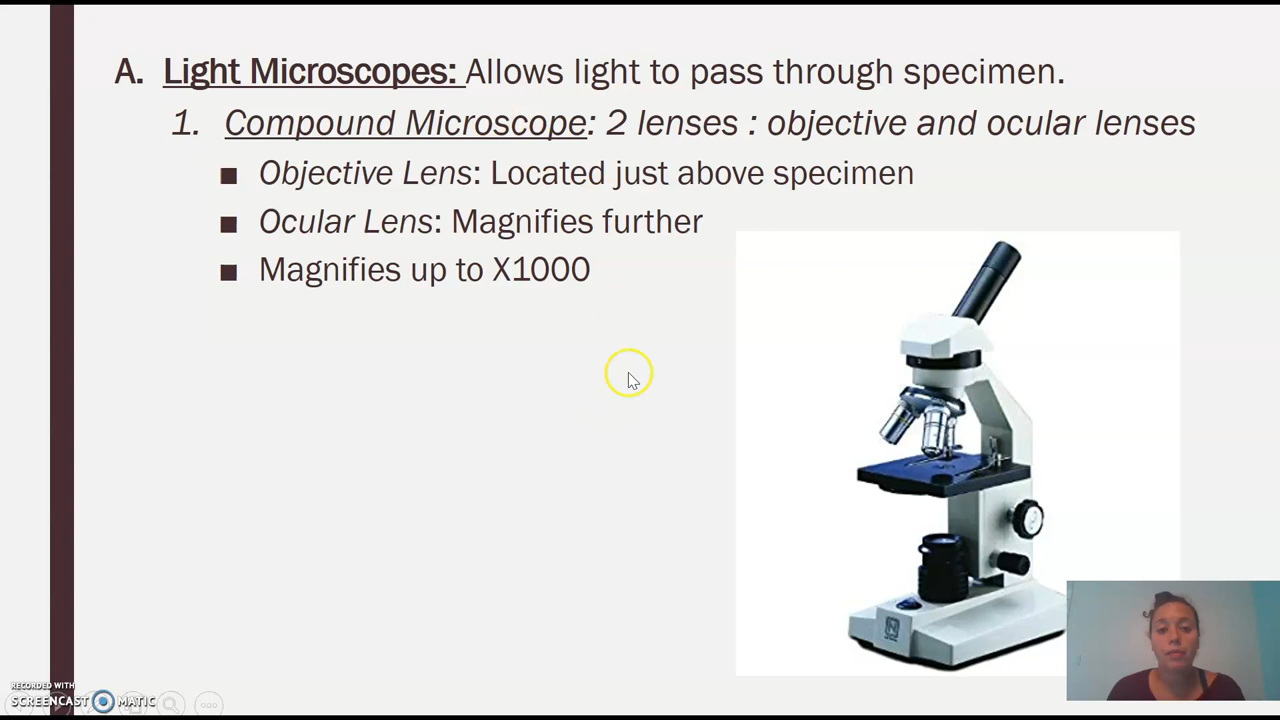 A. Light Microscopes: Allows light to pass through specimen.
1. Compound Microscope: 2 lenses : objective and ocular lenses
■ Objective Lens: Located just above specimen
■ Ocular Lens: Magnifies further
■ Magnifies up to X1000
RECORDED WITH
SCREENCAST MATIC